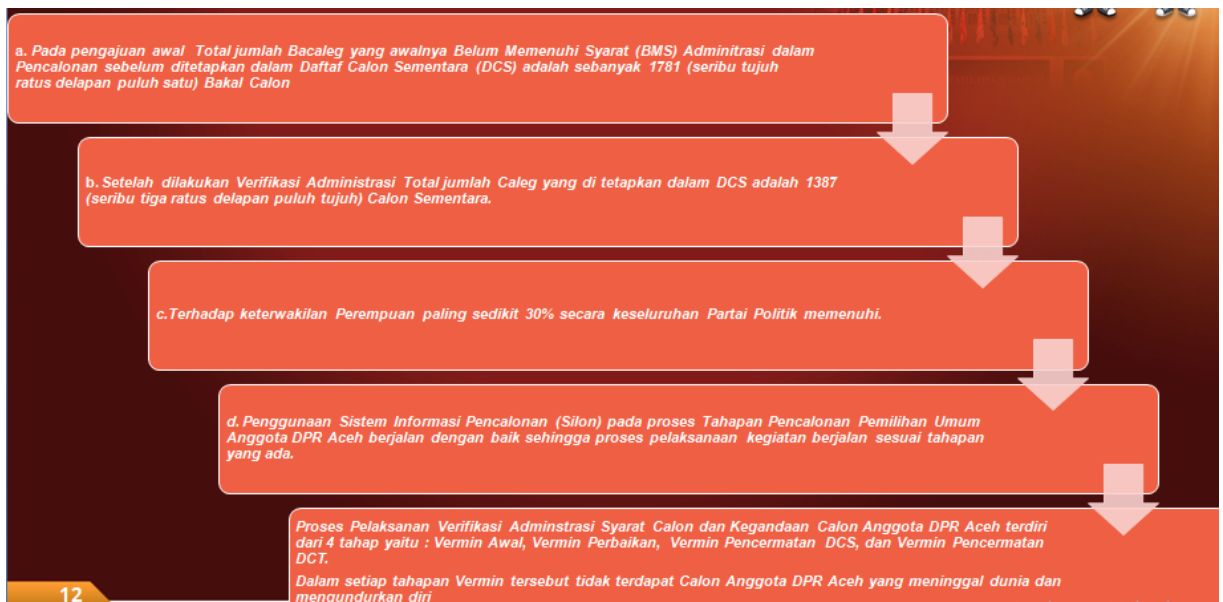 a. Pada pengajuan awal Total jumlah Bacaleg yang awalnya Belum Memenuhi Syarat (BMS) Adminitrasi dalam
Pencalonan sebelum ditetapkan dalam Daftaf Calon Sementara (DCS) adalah sebanyak 1781 (seribu tujuh
ratus delapan puluh satu) Bakal Calon
b. Setelah dilakukan Verifikasi Administrasi Total jumlah Caleg yang di tetapkan dalam DCS adalah 1387
(seribu tiga ratus delapan puluh tujuh) Calon Sementara.
c.Terhadap keterwakilan Perempuan paling sedikit 30% secara keseluruhan Partai Politik memenuhi.
d. Penggunaan Sistem Informasi Pencalonan (Silon) pada proses Tahapan Pencalonan Pemilihan Umum
Anggota DPR Aceh berjalan dengan baik sehingga proses pelaksanaan kegiatan berjalan sesuai tahapan
yang ada.
Proses Pelaksanan Verifikasi Adminstrasi Syarat Calon dan Kegandaan Calon Anggota DPR Aceh terdiri
dari 4 tahap yaitu : Vermin Awal, Vermin Perbaikan, Vermin Pencermatan DCS, dan Vermin Pencermatan
DCT.
Dalam setiap tahapan Vermin tersebut tidak terdapat Calon Anggota DPR Aceh yang meninggal dunia dan
mengundurkan diri
12